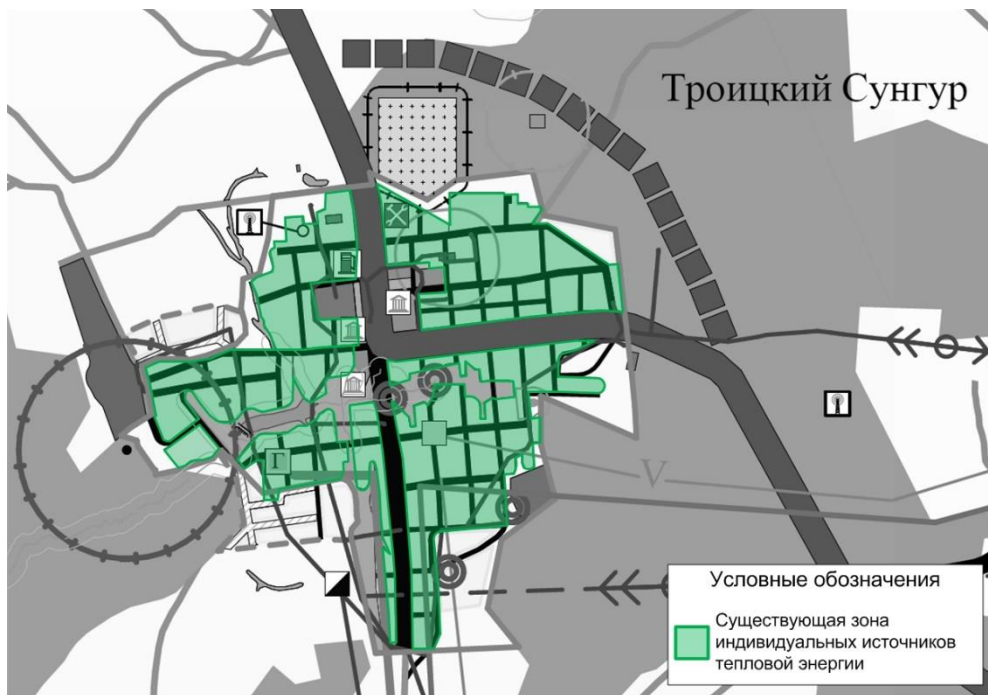 Троицкий Сунгур
Г
V
Условные обозначения
Существующая зона
индивидуальных источников
тепловой энергии